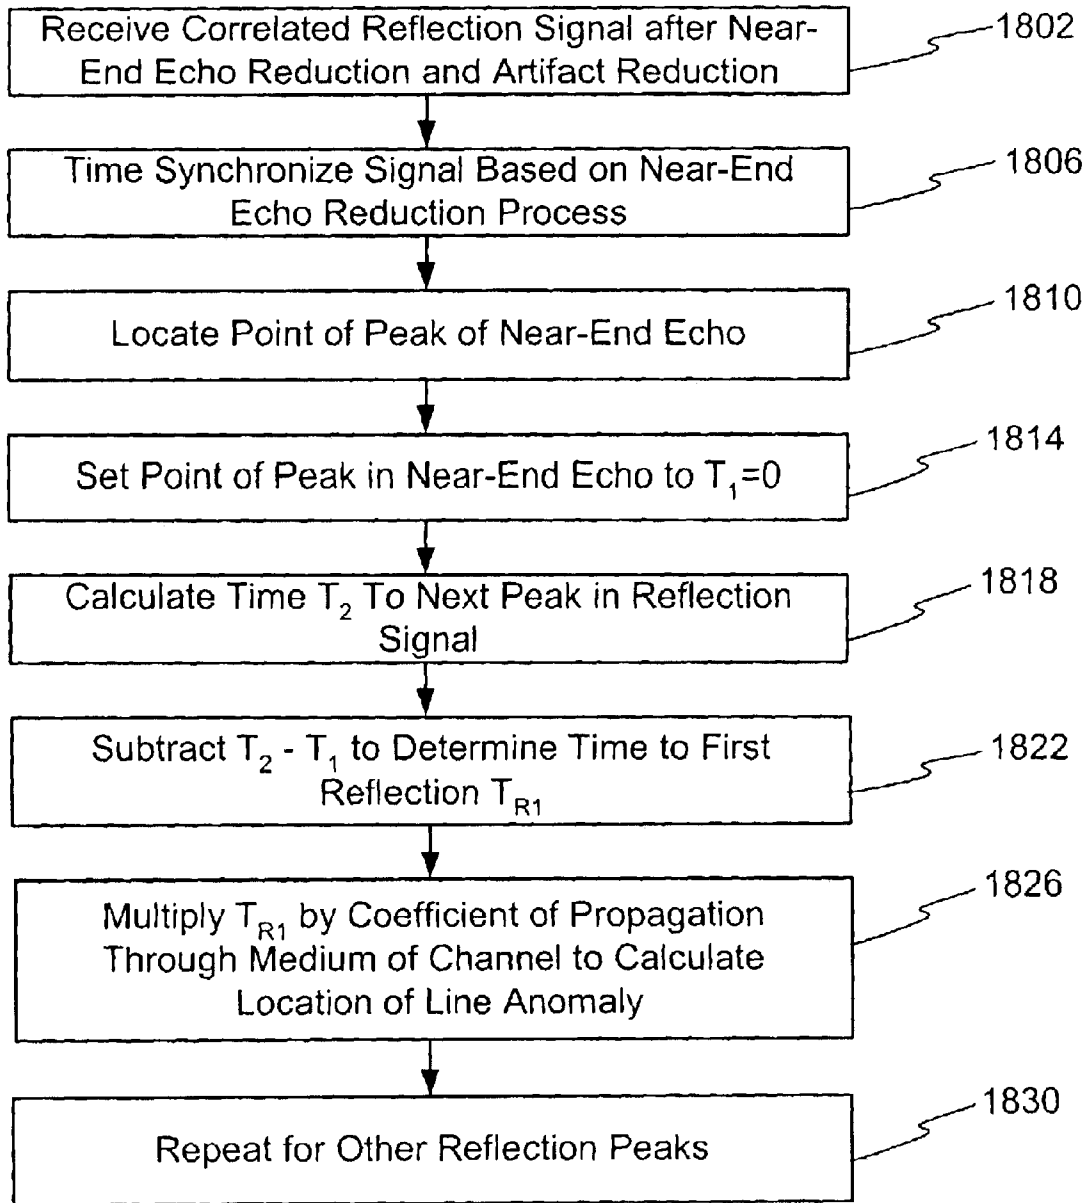 Receive Correlated Reflection Signal after Near-
End Echo Reduction and Artifact Reduction
1802
Time Synchronize Signal Based on Near-End
Echo Reduction Process
1806
Locate Point of Peak of Near-End Echo
1810
Set Point of Peak in Near-End Echo to T₁=0
1814
Calculate Time T₂ To Next Peak in Reflection
Signal
1818
Subtract T₂ - T₁ to Determine Time to First
Reflection T_R1
1822
Multiply T_R1 by Coefficient of Propagation
Through Medium of Channel to Calculate
Location of Line Anomaly
1826
Repeat for Other Reflection Peaks
1830